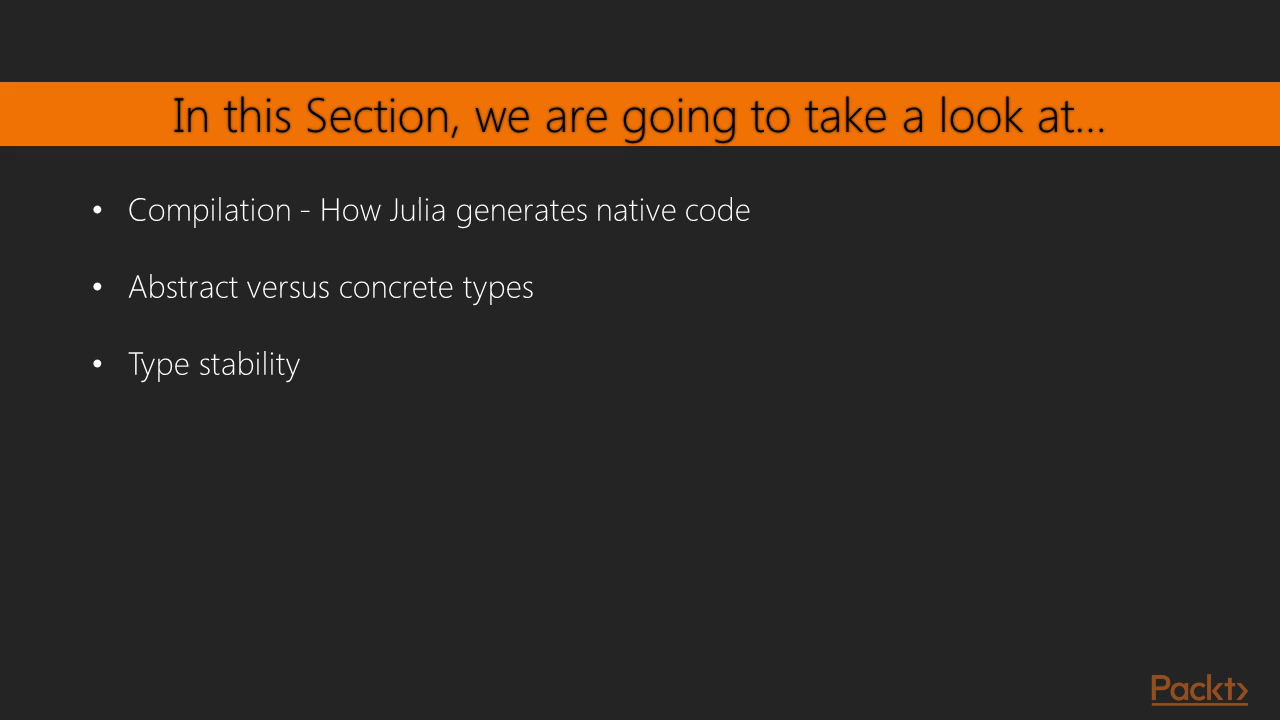 In this Section, we are going to take a look at...
• Compilation - How Julia generates native code
• Abstract versus concrete types
• Type stability
Packt>